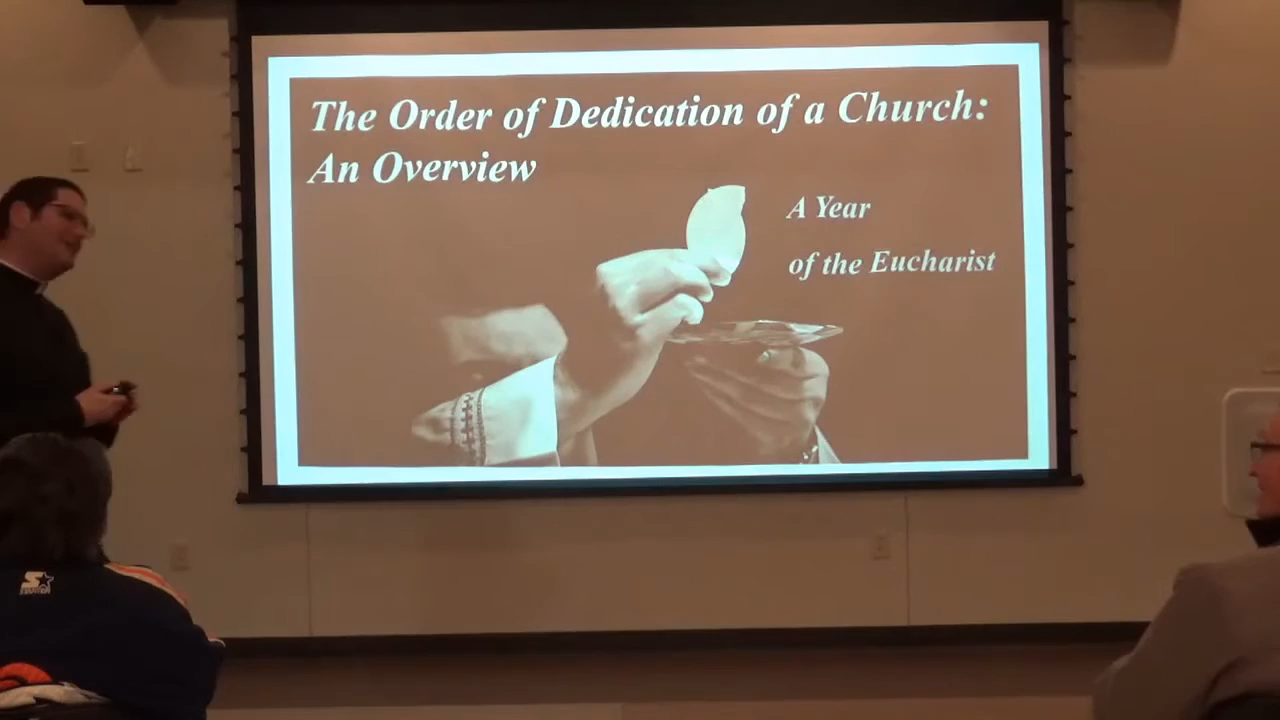 The Order of Dedication of a Church:
An Overview
A Year
of the Eucharist